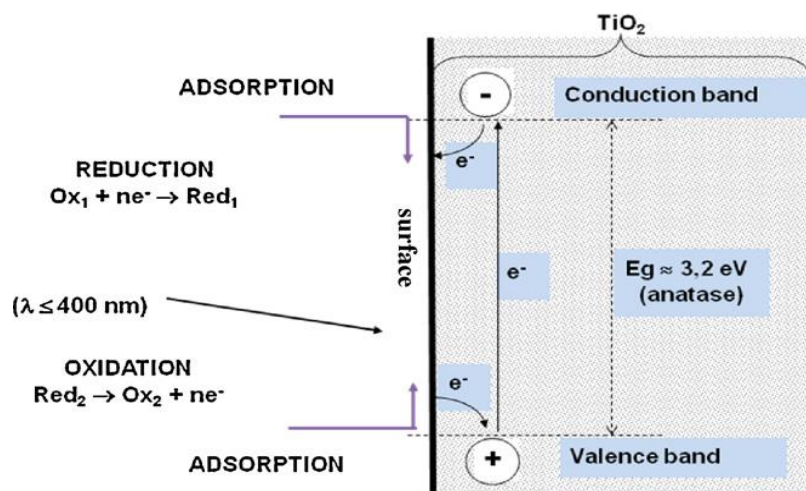 TiO₂
ADSORPTION
-
Conduction band
REDUCTION
Ox₁ + ne⁻ → Red₁
e⁻
surface
e⁻
Eg ≈ 3,2 eV
(anatase)
(λ ≤ 400 nm)
OXIDATION
Red₂ → Ox₂ + ne⁻
e⁻
ADSORPTION
+
Valence band